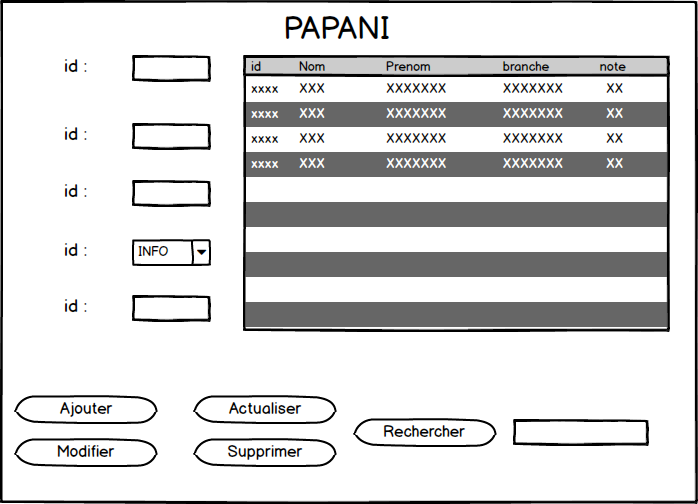 PAPANI
id :
id :
id :
id : INFO
id :
id Nom Prenom branche note
xxxx XXX XXXXXXX XXXXXXX XX
xxxx XXX XXXXXXX XXXXXXX XX
xxxx XXX XXXXXXX XXXXXXX XX
xxxx XXX XXXXXXX XXXXXXX XX
Ajouter Actualiser
Rechercher
Modifier Supprimer